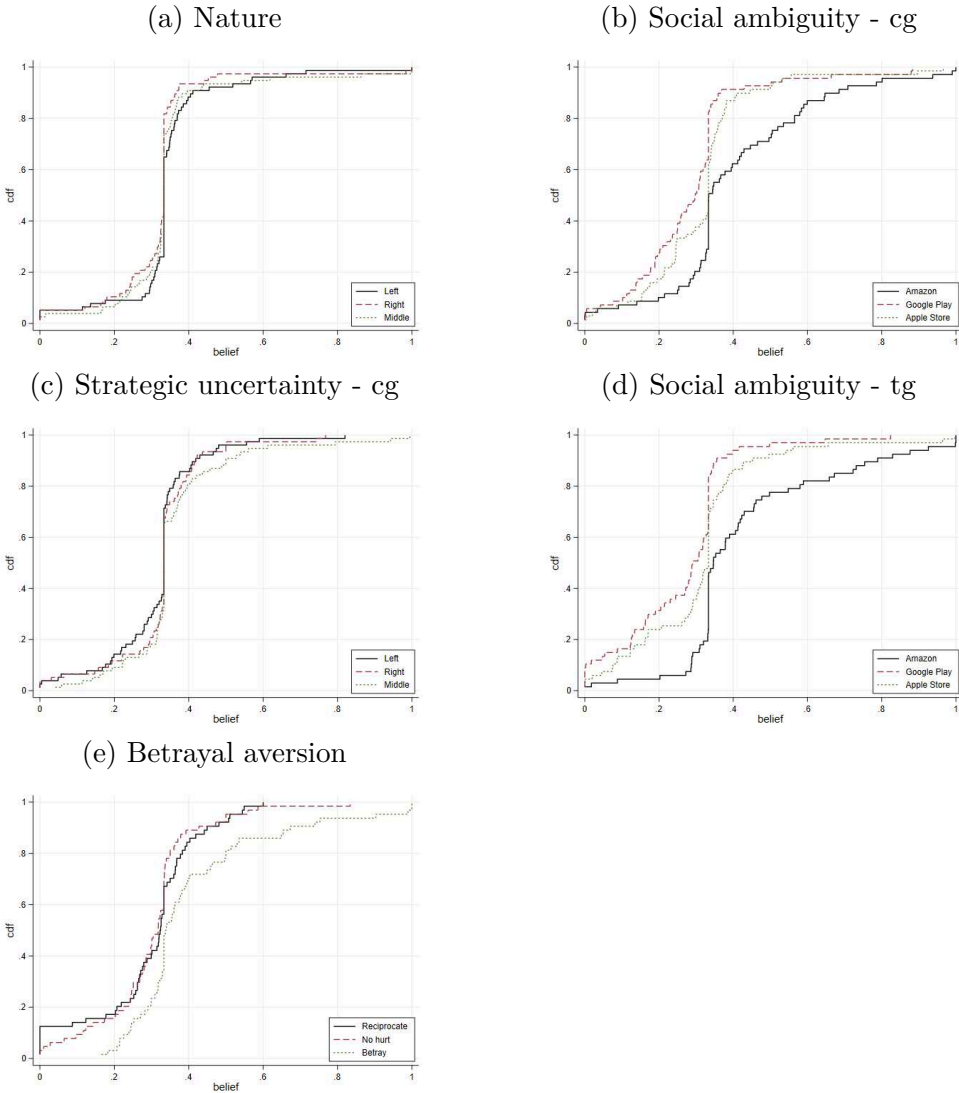 (a) Nature
1
.8
.6
.4
.2
0
cdf
0 .2 .4 .6 .8 1
belief
Left
Right
Middle
(b) Social ambiguity - cg
1
.8
.6
.4
.2
0
cdf
0 .2 .4 .6 .8 1
belief
Amazon
Google Play
Apple Store
(c) Strategic uncertainty - cg
1
.8
.6
.4
.2
0
cdf
0 .2 .4 .6 .8 1
belief
Left
Right
Middle
(d) Social ambiguity - tg
1
.8
.6
.4
.2
0
cdf
0 .2 .4 .6 .8 1
belief
Amazon
Google Play
Apple Store
(e) Betrayal aversion
1
.8
.6
.4
.2
0
cdf
0 .2 .4 .6 .8 1
belief
Reciprocate
No hurt
Betray